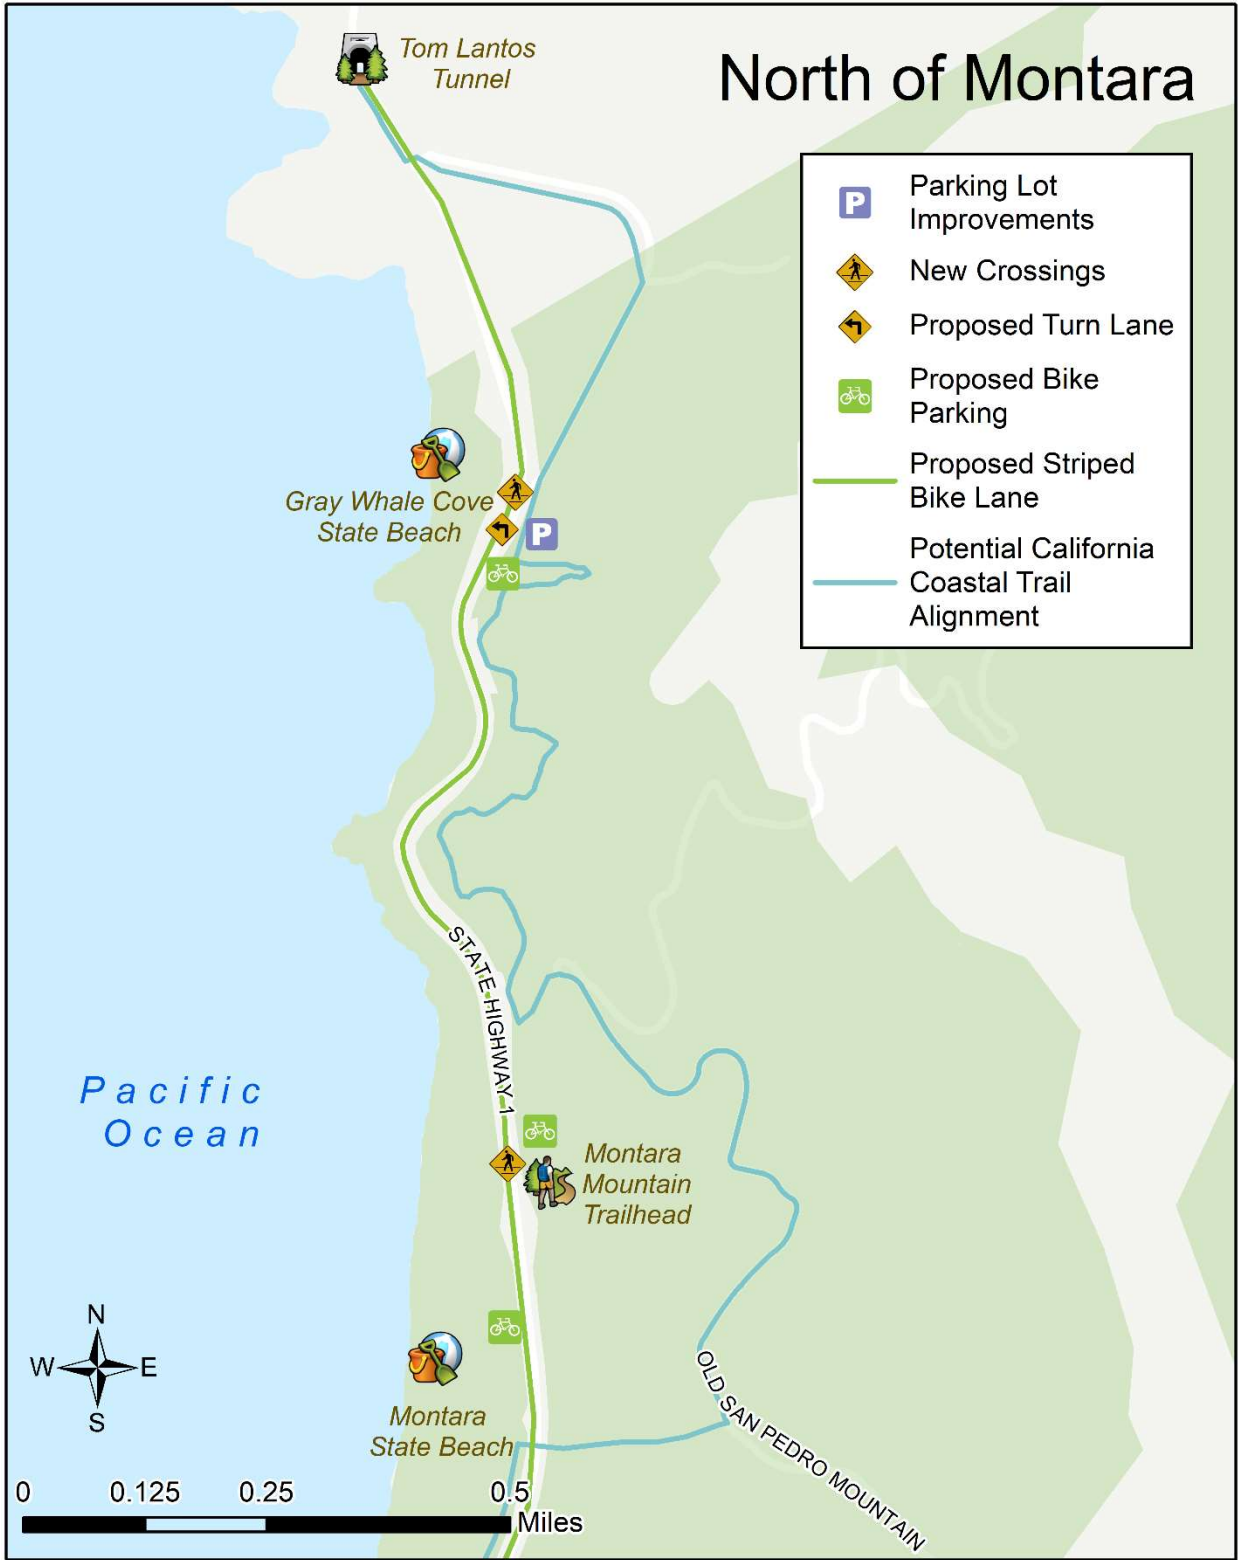 Tom Lantos
Tunnel
North of Montara
P
Parking Lot
Improvements
New Crossings
Proposed Turn Lane
Proposed Bike
Parking
Proposed Striped
Bike Lane
Potential California
Coastal Trail
Alignment
Gray Whale Cove
State Beach
P
STATE HIGHWAY 1
Pacific
Ocean
Montara
Mountain
Trailhead
N
W E
S
Montara
State Beach
OLD SAN PEDRO MOUNTAIN
0 0.125 0.25 0.5
Miles